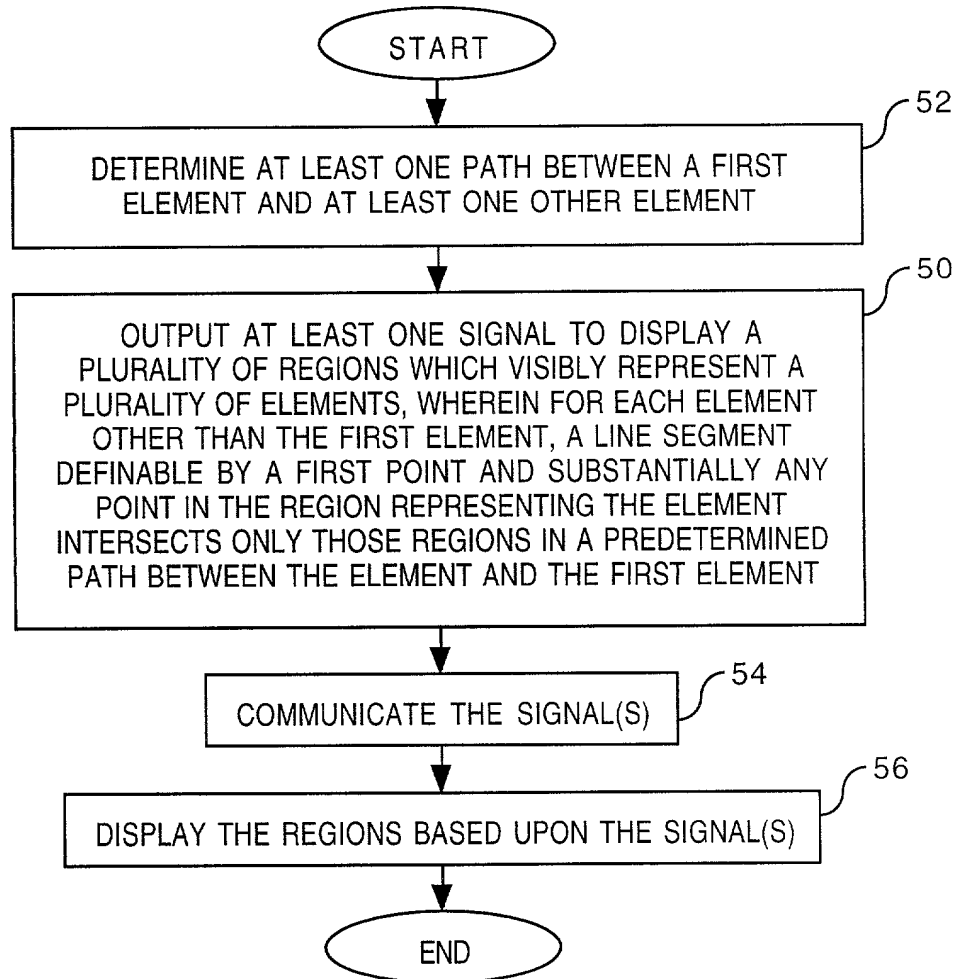 START
52
DETERMINE AT LEAST ONE PATH BETWEEN A FIRST
ELEMENT AND AT LEAST ONE OTHER ELEMENT
50
OUTPUT AT LEAST ONE SIGNAL TO DISPLAY A
PLURALITY OF REGIONS WHICH VISIBLY REPRESENT A
PLURALITY OF ELEMENTS, WHEREIN FOR EACH ELEMENT
OTHER THAN THE FIRST ELEMENT, A LINE SEGMENT
DEFINABLE BY A FIRST POINT AND SUBSTANTIALLY ANY
POINT IN THE REGION REPRESENTING THE ELEMENT
INTERSECTS ONLY THOSE REGIONS IN A PREDETERMINED
PATH BETWEEN THE ELEMENT AND THE FIRST ELEMENT
54
COMMUNICATE THE SIGNAL(S)
56
DISPLAY THE REGIONS BASED UPON THE SIGNAL(S)
END